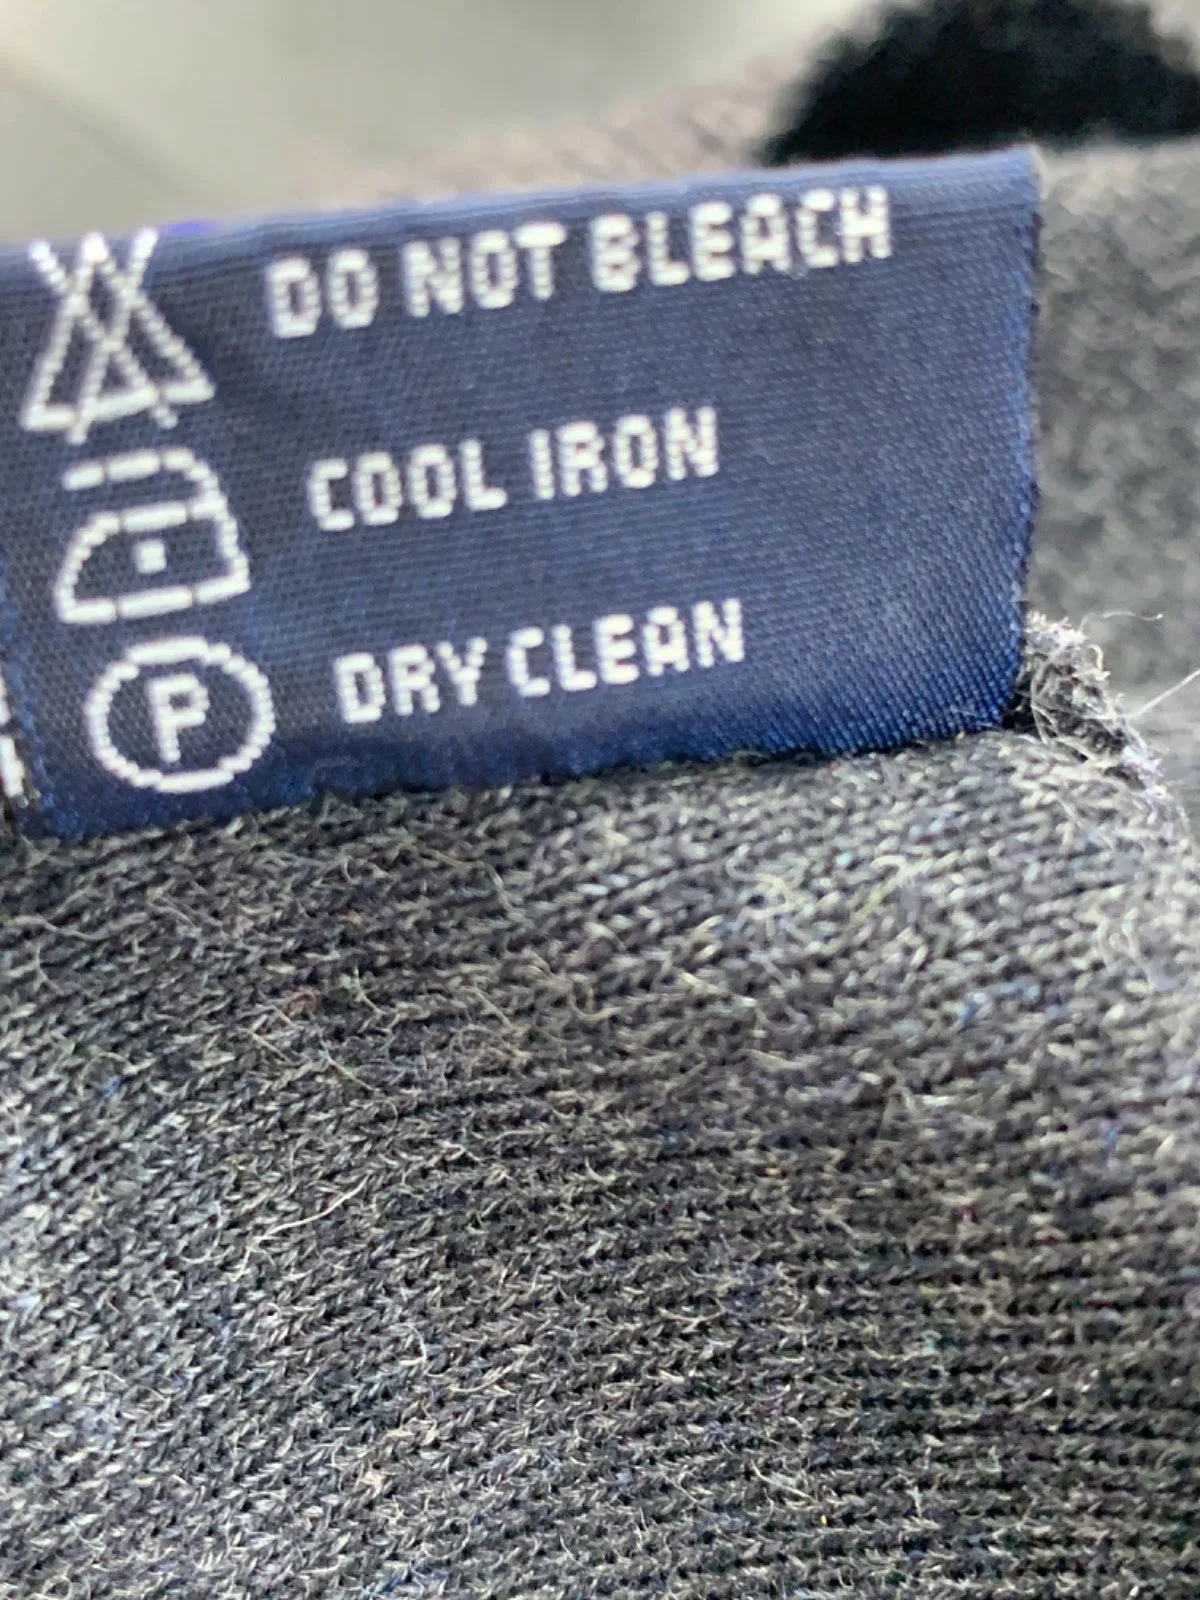 DO NOT BLEACH
COOL IRON
P DRY CLEAN